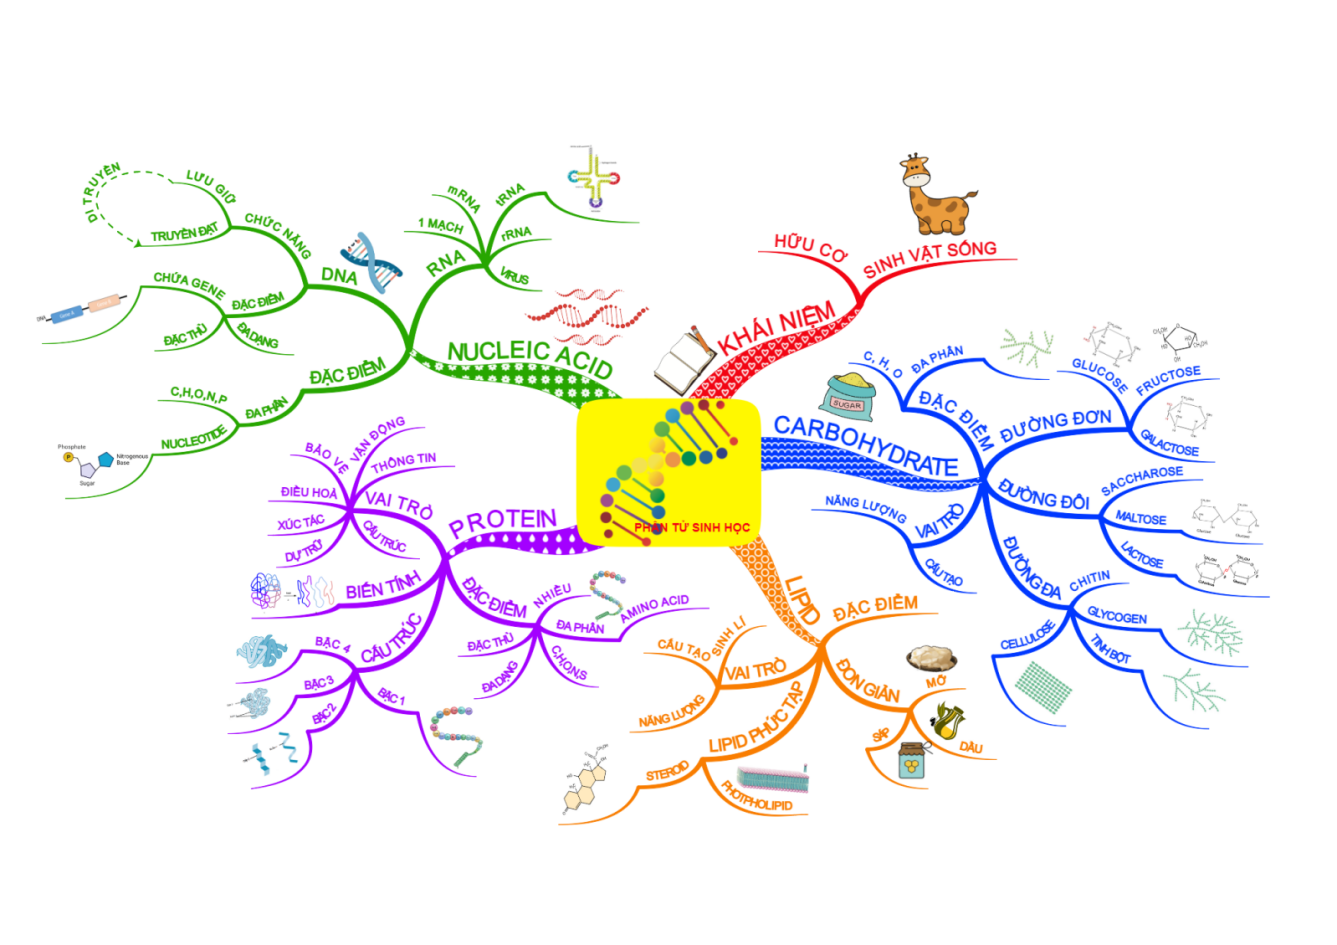 PHÂN TỬ SINH HỌC
KHÁI NIỆM
HỮU CƠ
SINH VẬT SỐNG
CARBOHYDRATE
SUGAR
ĐẶC ĐIỂM
C, H, O
ĐA PHÂN
ĐƯỜNG ĐƠN
GLUCOSE
FRUCTOSE
GALACTOSE
ĐƯỜNG ĐÔI
SACCHAROSE
MALTOSE
LACTOSE
ĐƯỜNG ĐA
CHITIN
GLYCOGEN
TINH BỘT
CELLULOSE
VAI TRÒ
NĂNG LƯỢNG
CẤU TẠO
LIPID
ĐẶC ĐIỂM
ĐƠN GIẢN
MỠ
DẦU
SÁP
LIPID PHỨC TẠP
PHOTPHOLIPID
STEROID
VAI TRÒ
SINH LÍ
CẤU TẠO
NĂNG LƯỢNG
PROTEIN
ĐẶC ĐIỂM
NHIỀU
ĐA PHÂN
AMINO ACID
C,H,O,N,S
ĐA DẠNG
ĐẶC THÙ
CẤU TRÚC
BẬC 1
BẬC 2
BẬC 3
BẬC 4
BIẾN TÍNH
VAI TRÒ
CẤU TRÚC
DỰ TRỮ
XÚC TÁC
ĐIỀU HOÀ
BẢO VỆ
VẬN ĐỘNG
THÔNG TIN
NUCLEIC ACID
ĐẶC ĐIỂM
ĐA PHÂN
C,H,O,N,P
NUCLEOTIDE
Phosphate
P
Sugar
Nitrogenous
Base
DNA
CHỨC NĂNG
LƯU GIỮ
DI TRUYỀN
TRUYỀN ĐẠT
ĐẶC ĐIỂM
CHỨA GENE
DNA
Gene A
ĐẶC THÙ
ĐA DẠNG
RNA
1 MẠCH
mRNA
tRNA
rRNA
VIRUS